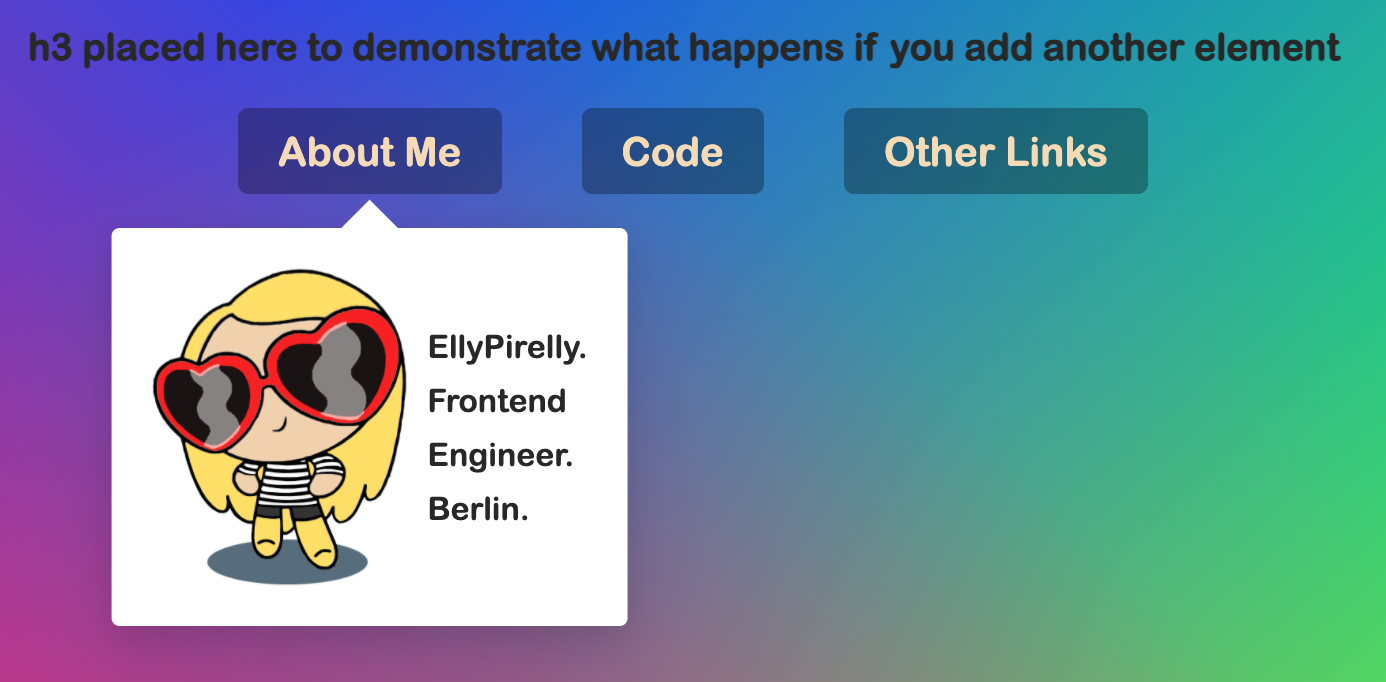 h3 placed here to demonstrate what happens if you add another element
About Me
Code
Other Links
EllyPirelly.
Frontend
Engineer.
Berlin.